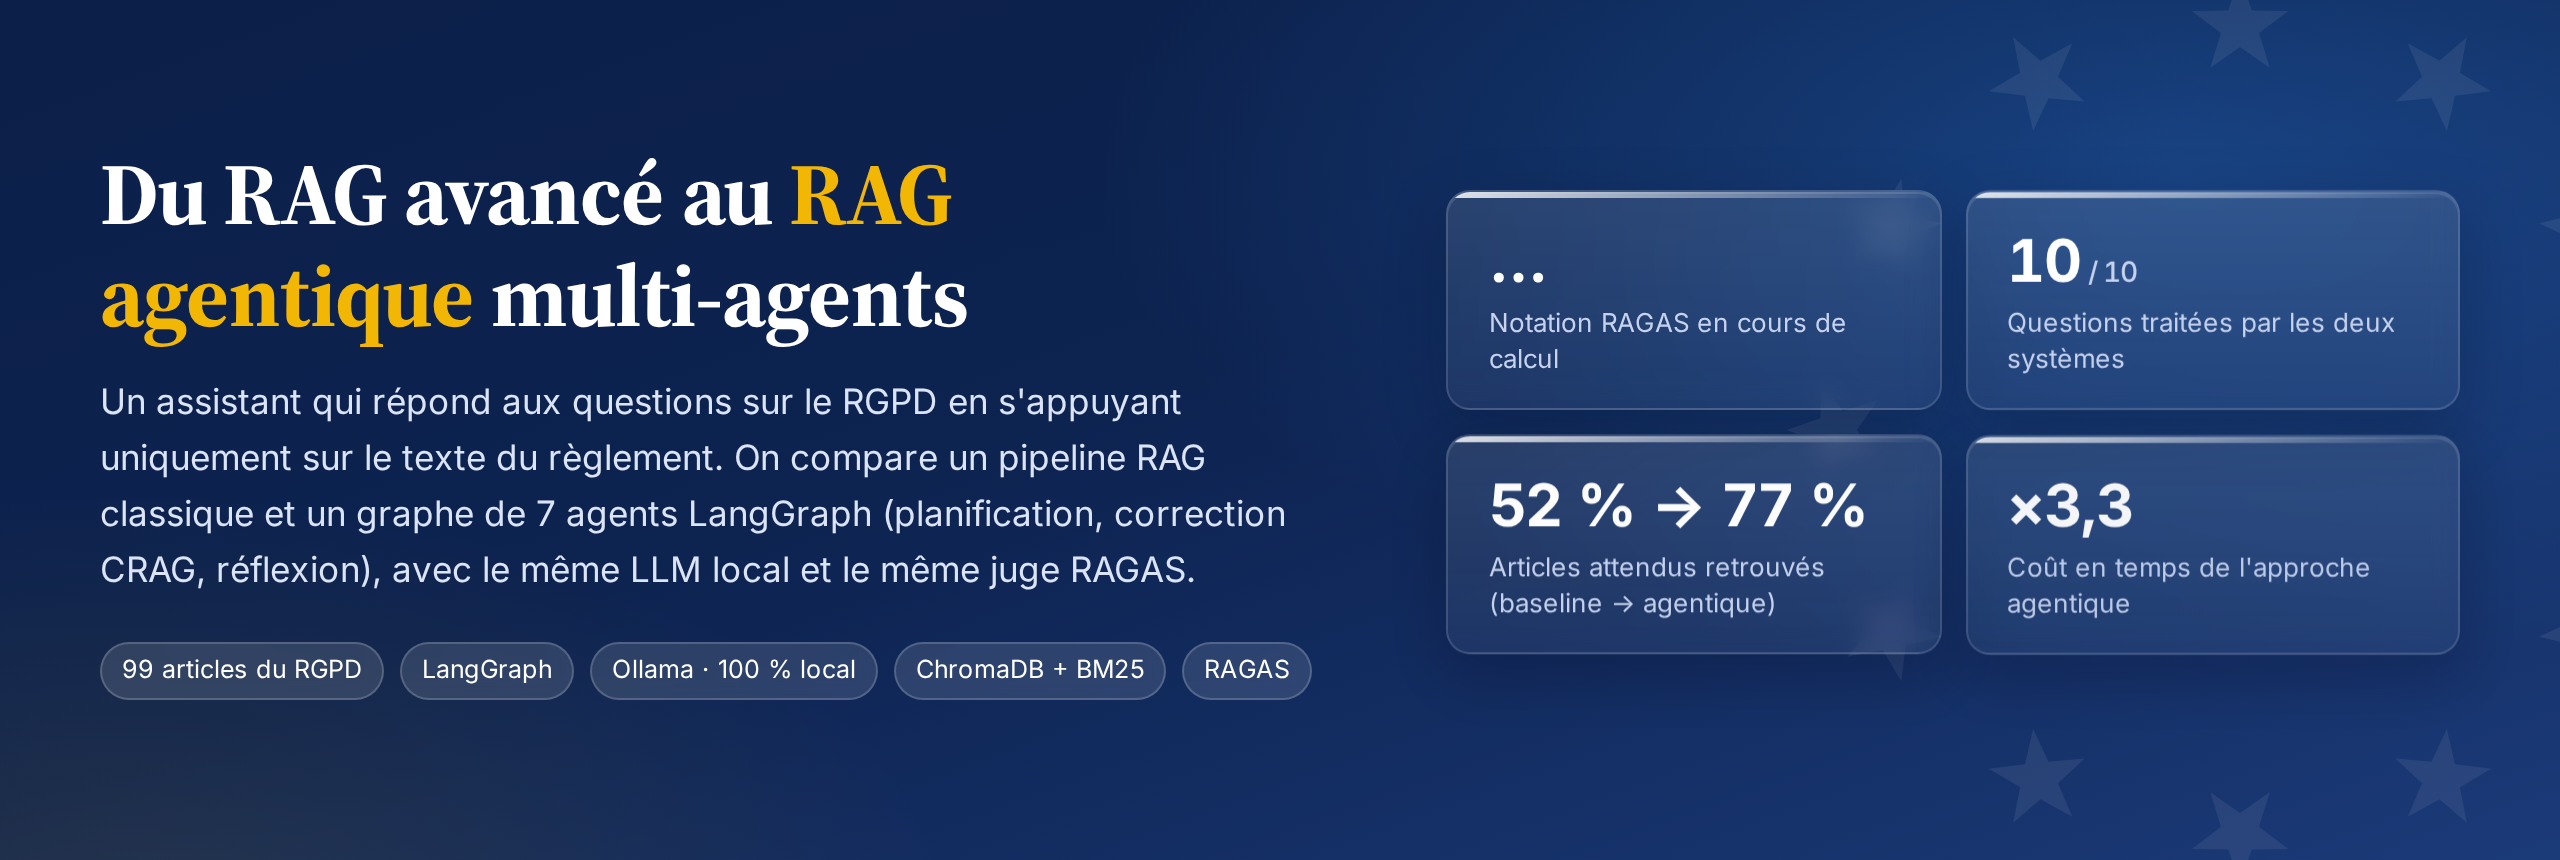 Du RAG avancé au RAG
agentique multi-agents
Un assistant qui répond aux questions sur le RGPD en s'appuyant
uniquement sur le texte du règlement. On compare un pipeline RAG
classique et un graphe de 7 agents LangGraph (planification, correction
CRAG, réflexion), avec le même LLM local et le même juge RAGAS.
99 articles du RGPD
LangGraph
Ollama · 100 % local
ChromaDB + BM25
RAGAS
...
Notation RAGAS en cours de
calcul
10 / 10
Questions traitées par les deux
systèmes
52 % → 77 %
Articles attendus retrouvés
(baseline → agentique)
×3,3
Coût en temps de l'approche
agentique